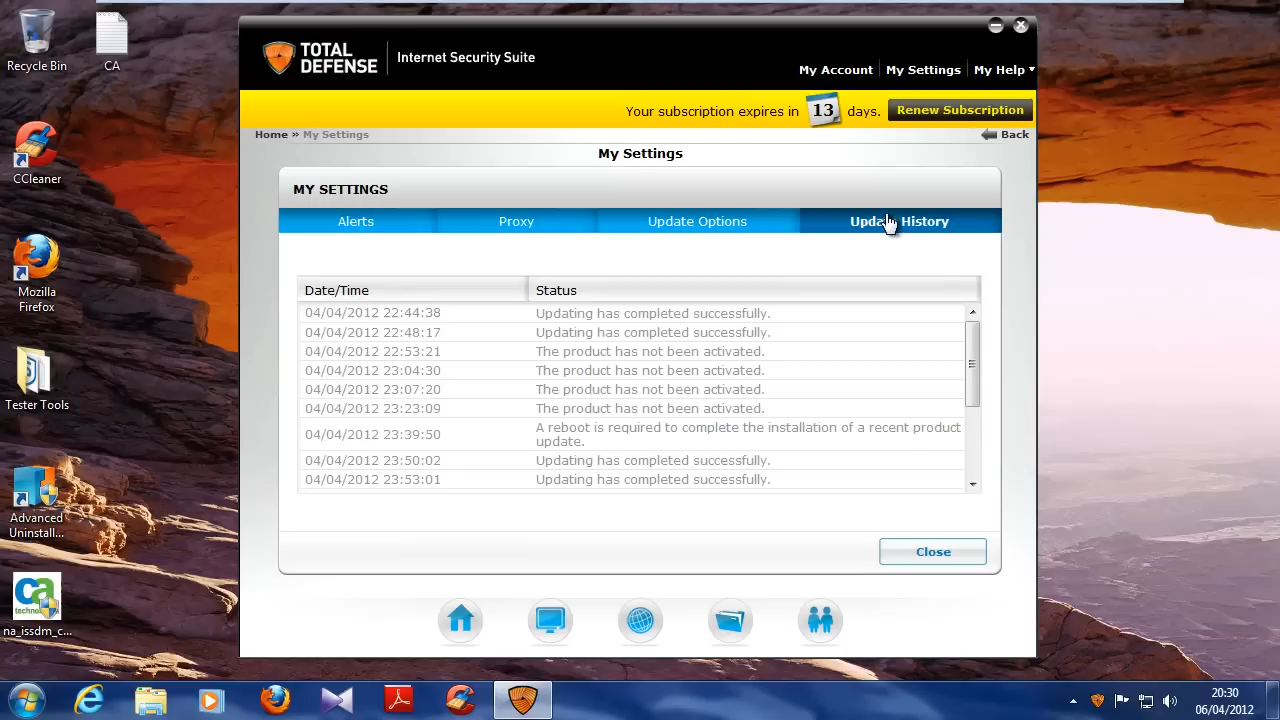 Recycle Bin
CA
CCleaner
Mozilla
Firefox
Tester Tools
Advanced
Uninstall...
ca
technologies
na_issdm_c...
TOTAL
DEFENSE
Internet Security Suite
My Account
My Settings
My Help
Your subscription expires in 13 days.
Renew Subscription
Home » My Settings
Back
My Settings
MY SETTINGS
Alerts
Proxy
Update Options
Update History
Date/Time
Status
04/04/2012 22:44:38 Updating has completed successfully.
04/04/2012 22:48:17 Updating has completed successfully.
04/04/2012 22:53:21 The product has not been activated.
04/04/2012 23:04:30 The product has not been activated.
04/04/2012 23:07:20 The product has not been activated.
04/04/2012 23:23:09 The product has not been activated.
04/04/2012 23:39:50 A reboot is required to complete the installation of a recent product
update.
04/04/2012 23:50:02 Updating has completed successfully.
04/04/2012 23:53:01 Updating has completed successfully.
Close
20:30
06/04/2012